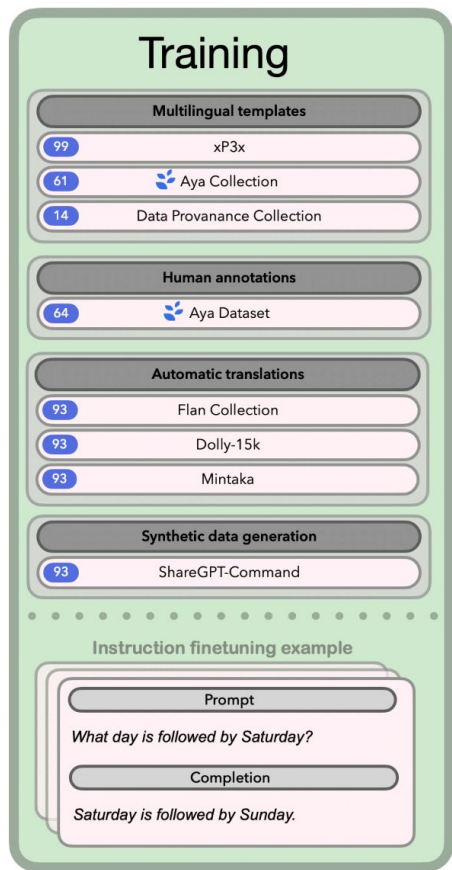 Training
Multilingual templates
99 xP3x
61 Aya Collection
14 Data Provanance Collection
Human annotations
64 Aya Dataset
Automatic translations
93 Flan Collection
93 Dolly-15k
93 Mintaka
Synthetic data generation
93 ShareGPT-Command
Instruction finetuning example
Prompt
What day is followed by Saturday?
Completion
Saturday is followed by Sunday.